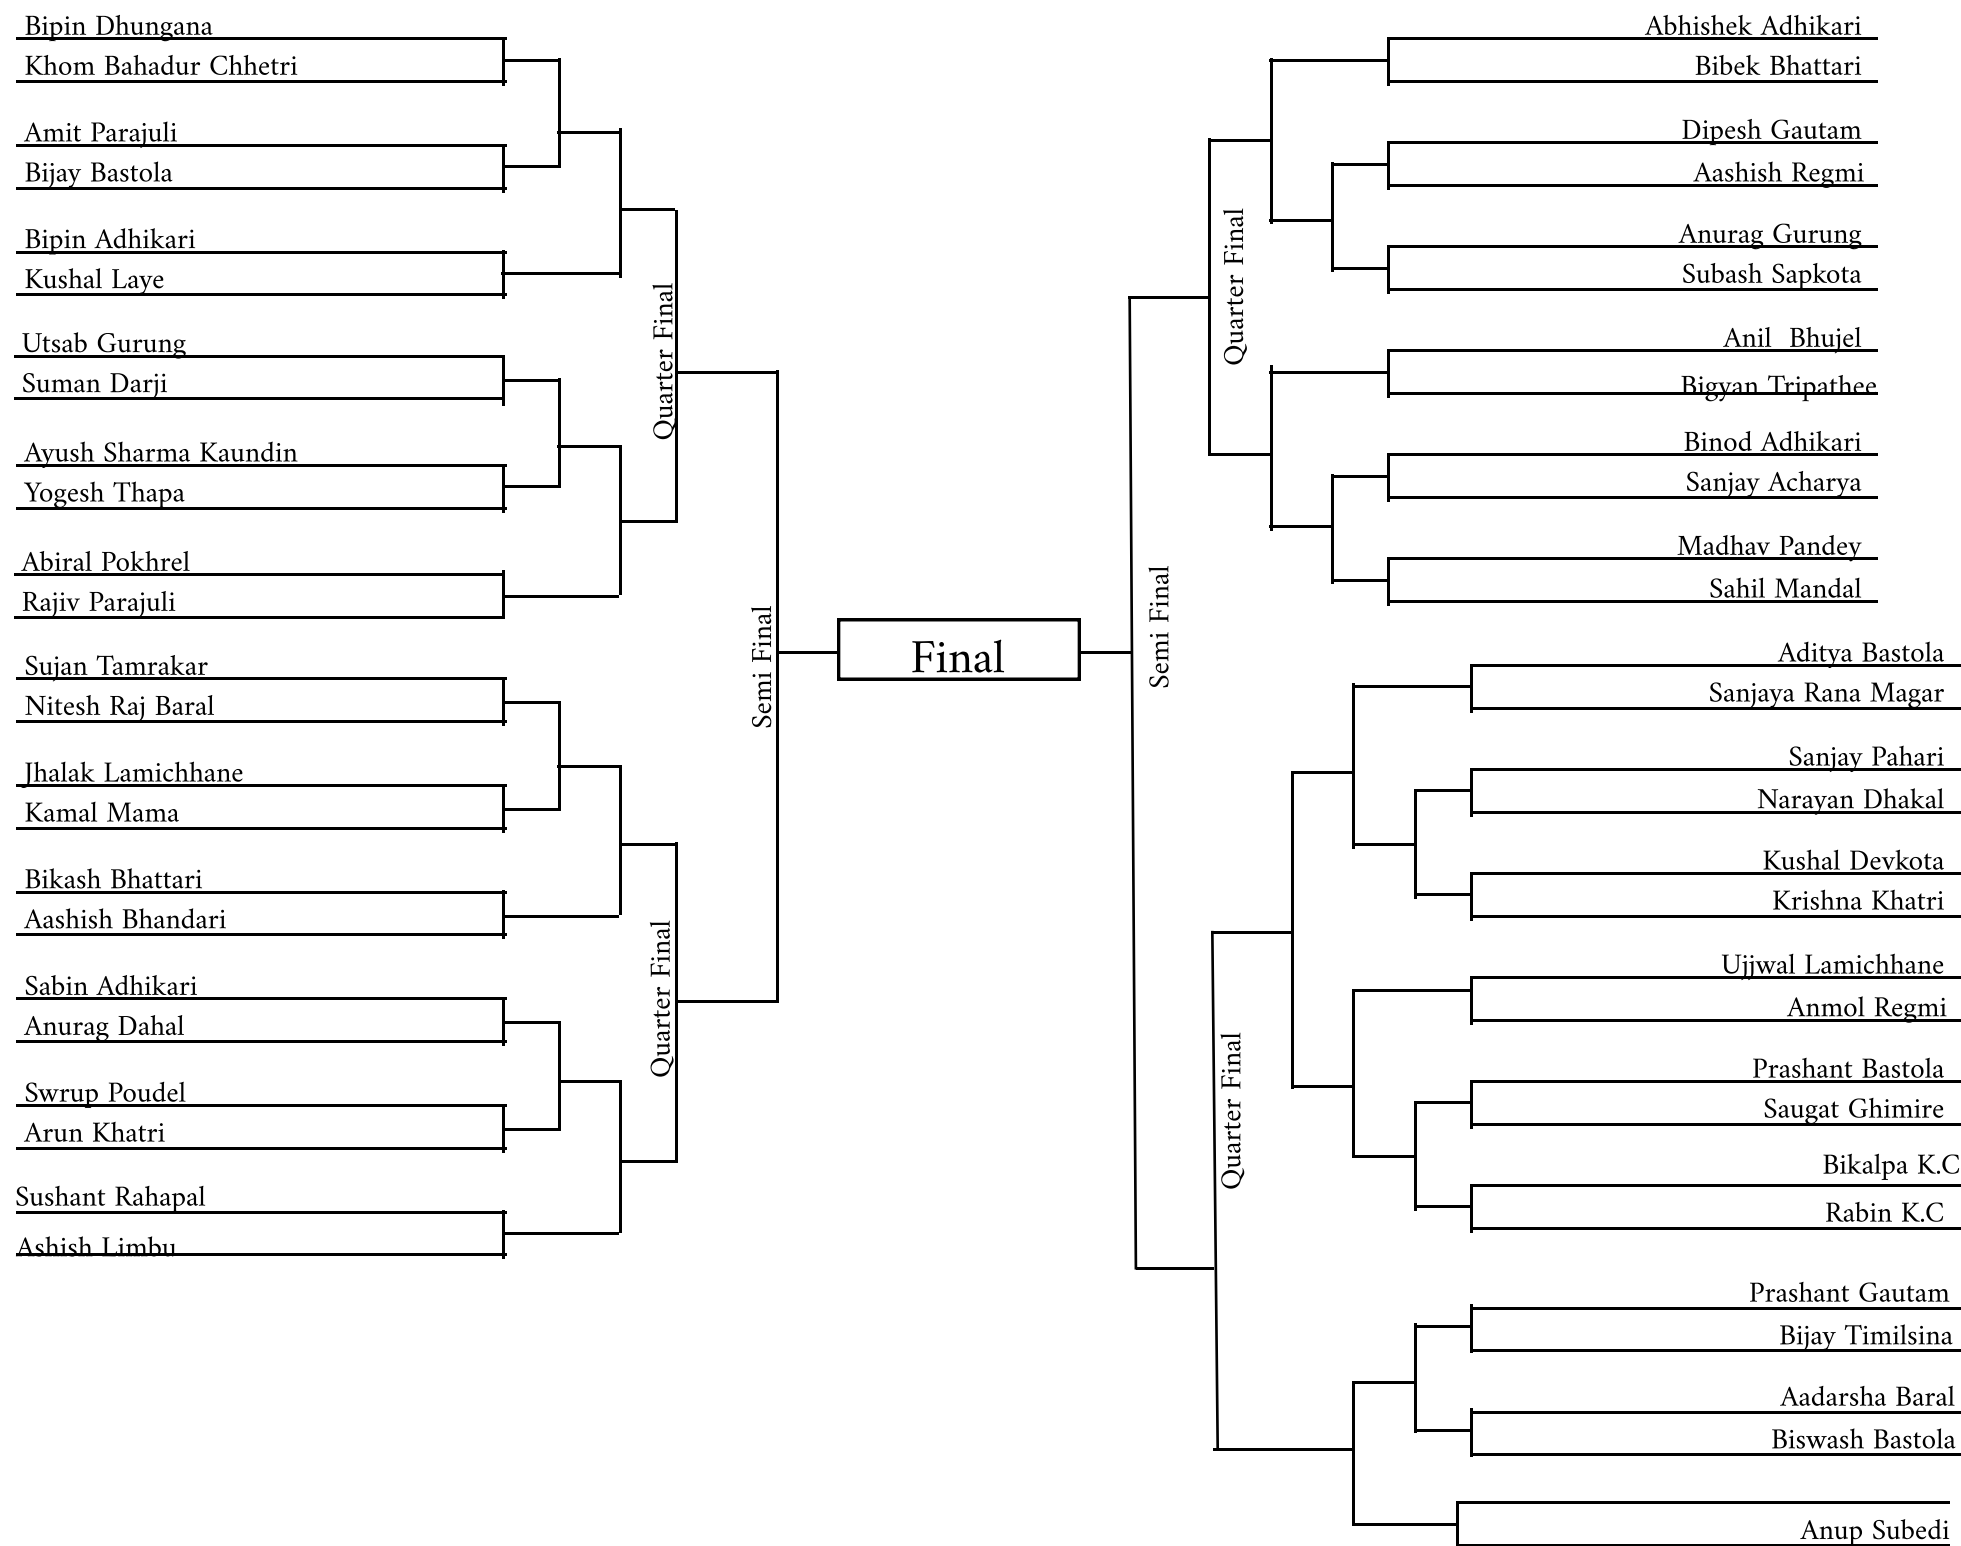 Bipin Dhungana
Khom Bahadur Chhetri
Amit Parajuli
Bijay Bastola
Bipin Adhikari
Kushal Laye
Utsab Gurung
Suman Darji
Ayush Sharma Kaundin
Yogesh Thapa
Abiral Pokhrel
Rajiv Parajuli
Sujan Tamrakar
Nitesh Raj Baral
Jhalak Lamichhane
Kamal Mama
Bikash Bhattari
Aashish Bhandari
Sabin Adhikari
Anurag Dahal
Swrup Poudel
Arun Khatri
Sushant Rahapal
Ashish Limbu
Quarter Final
Quarter Final
Semi Final
Final
Semi Final
Quarter Final
Quarter Final
Abhishek Adhikari
Bibek Bhattari
Dipesh Gautam
Aashish Regmi
Anurag Gurung
Subash Sapkota
Anil Bhujel
Bigyan Tripathee
Binod Adhikari
Sanjay Acharya
Madhav Pandey
Sahil Mandal
Aditya Bastola
Sanjaya Rana Magar
Sanjay Pahari
Narayan Dhakal
Kushal Devkota
Krishna Khatri
Ujjwal Lamichhane
Anmol Regmi
Prashant Bastola
Saugat Ghimire
Bikalpa K.C
Rabin K.C
Prashant Gautam
Bijay Timilsina
Aadarsha Baral
Biswash Bastola
Anup Subedi